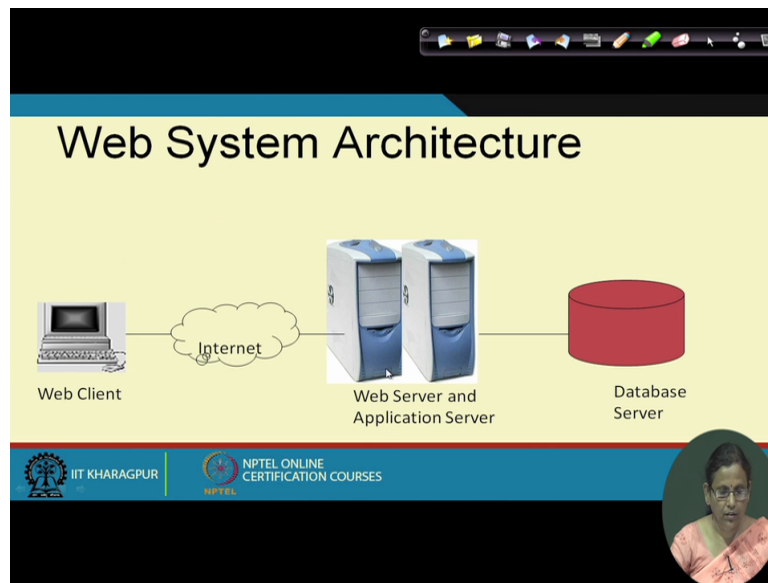 Web System Architecture
Internet
Web Client
Web Server and
Application Server
Database
Server
IIT KHARAGPUR
NPTEL
NPTEL ONLINE
CERTIFICATION COURSES
1